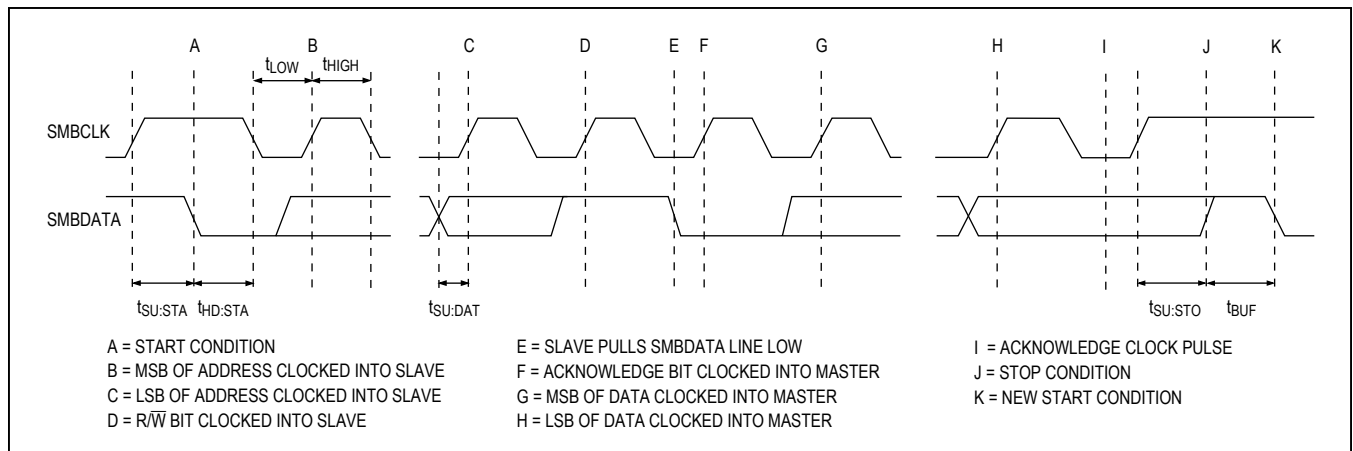 A B C D E F G H I J K
tLOW tHIGH
SMBCLK
SMBDATA
tSU:STA tHD:STA tSU:DAT tSU:STO tBUF
A = START CONDITION
B = MSB OF ADDRESS CLOCKED INTO SLAVE
C = LSB OF ADDRESS CLOCKED INTO SLAVE
D = R/W̅ BIT CLOCKED INTO SLAVE
E = SLAVE PULLS SMBDATA LINE LOW
F = ACKNOWLEDGE BIT CLOCKED INTO MASTER
G = MSB OF DATA CLOCKED INTO MASTER
H = LSB OF DATA CLOCKED INTO MASTER
I = ACKNOWLEDGE CLOCK PULSE
J = STOP CONDITION
K = NEW START CONDITION